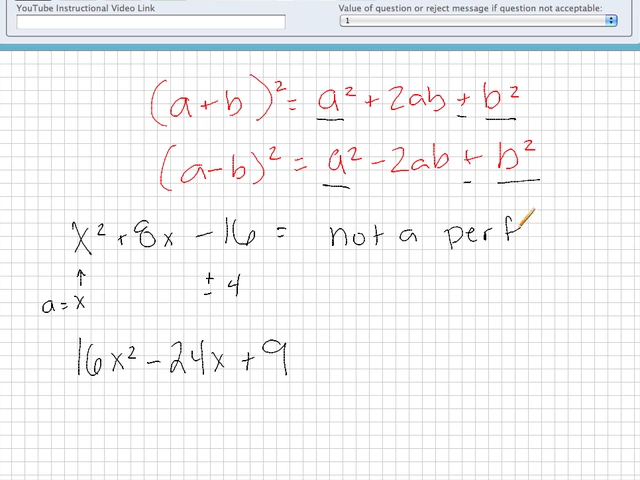 YouTube Instructional Video Link
Value of question or reject message if question not acceptable:
1
(a+b)² = a² + 2ab + b²
(a-b)² = a² - 2ab + b²
x² + 8x - 16 = not a perf
↑ ± 4
a = x
16x² - 24x + 9